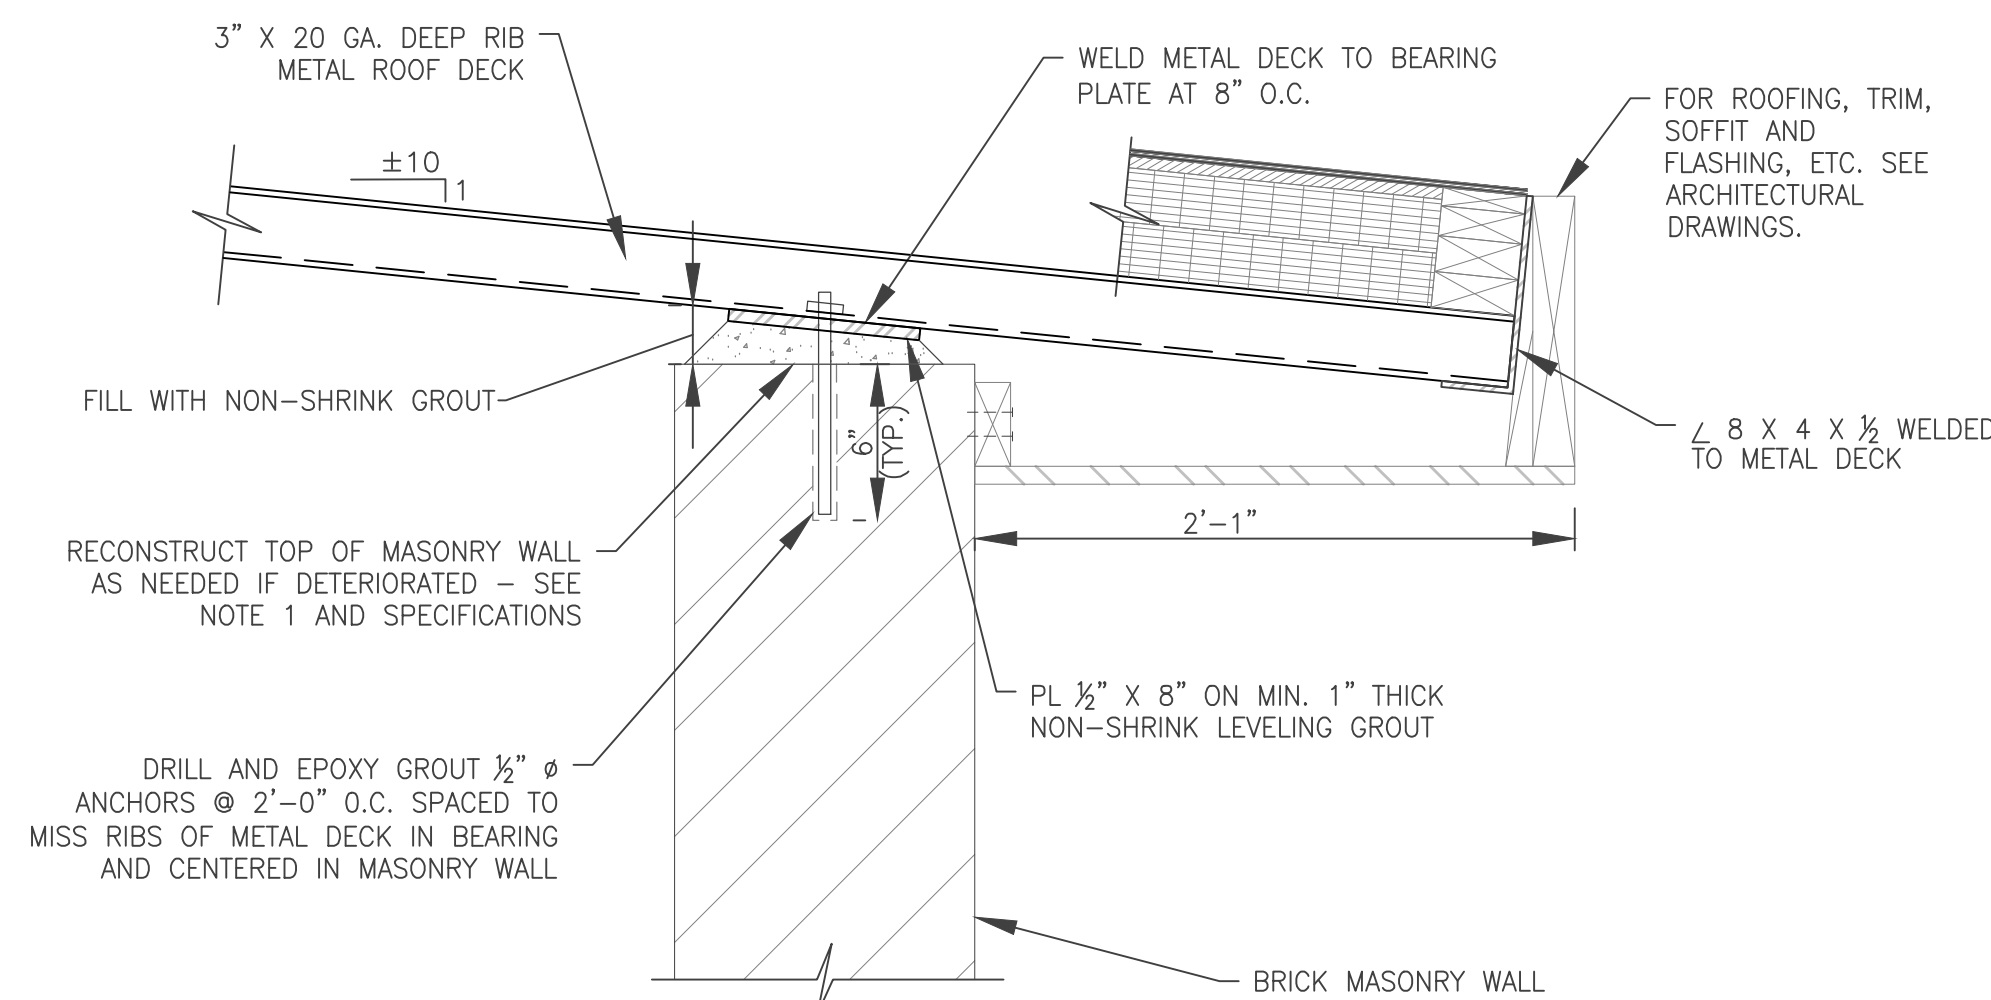 3” X 20 GA. DEEP RIB
METAL ROOF DECK
WELD METAL DECK TO BEARING
PLATE AT 8” O.C.
FOR ROOFING, TRIM,
SOFFIT AND
FLASHING, ETC. SEE
ARCHITECTURAL
DRAWINGS.
±10
1
FILL WITH NON-SHRINK GROUT
6”
(TYP.)
∠ 8 X 4 X ½ WELDED
TO METAL DECK
2’-1”
RECONSTRUCT TOP OF MASONRY WALL
AS NEEDED IF DETERIORATED - SEE
NOTE 1 AND SPECIFICATIONS
PL ½” X 8” ON MIN. 1” THICK
NON-SHRINK LEVELING GROUT
DRILL AND EPOXY GROUT ½” ø
ANCHORS @ 2’-0” O.C. SPACED TO
MISS RIBS OF METAL DECK IN BEARING
AND CENTERED IN MASONRY WALL
BRICK MASONRY WALL